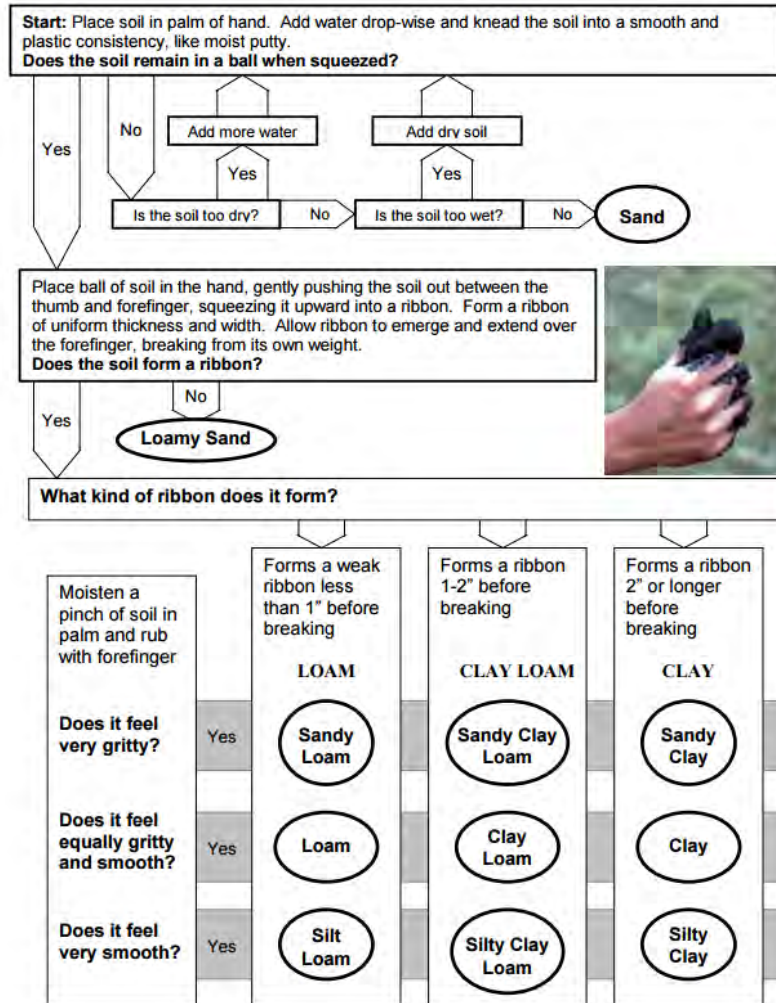 Start: Place soil in palm of hand. Add water drop-wise and knead the soil into a smooth and
plastic consistency, like moist putty.
Does the soil remain in a ball when squeezed?
Yes
No
Add more water
Add dry soil
Yes
Yes
Is the soil too dry?
No
Is the soil too wet?
No
Sand
Place ball of soil in the hand, gently pushing the soil out between the
thumb and forefinger, squeezing it upward into a ribbon. Form a ribbon
of uniform thickness and width. Allow ribbon to emerge and extend over
the forefinger, breaking from its own weight.
Does the soil form a ribbon?
Yes
No
Loamy Sand
What kind of ribbon does it form?
Moisten a
pinch of soil in
palm and rub
with forefinger
Forms a weak
ribbon less
than 1" before
breaking
LOAM
Forms a ribbon
1-2" before
breaking
CLAY LOAM
Forms a ribbon
2" or longer
before
breaking
CLAY
Does it feel
very gritty?
Yes
Sandy
Loam
Sandy Clay
Loam
Sandy
Clay
Does it feel
equally gritty
and smooth?
Yes
Loam
Clay
Loam
Clay
Does it feel
very smooth?
Yes
Silt
Loam
Silty Clay
Loam
Silty
Clay